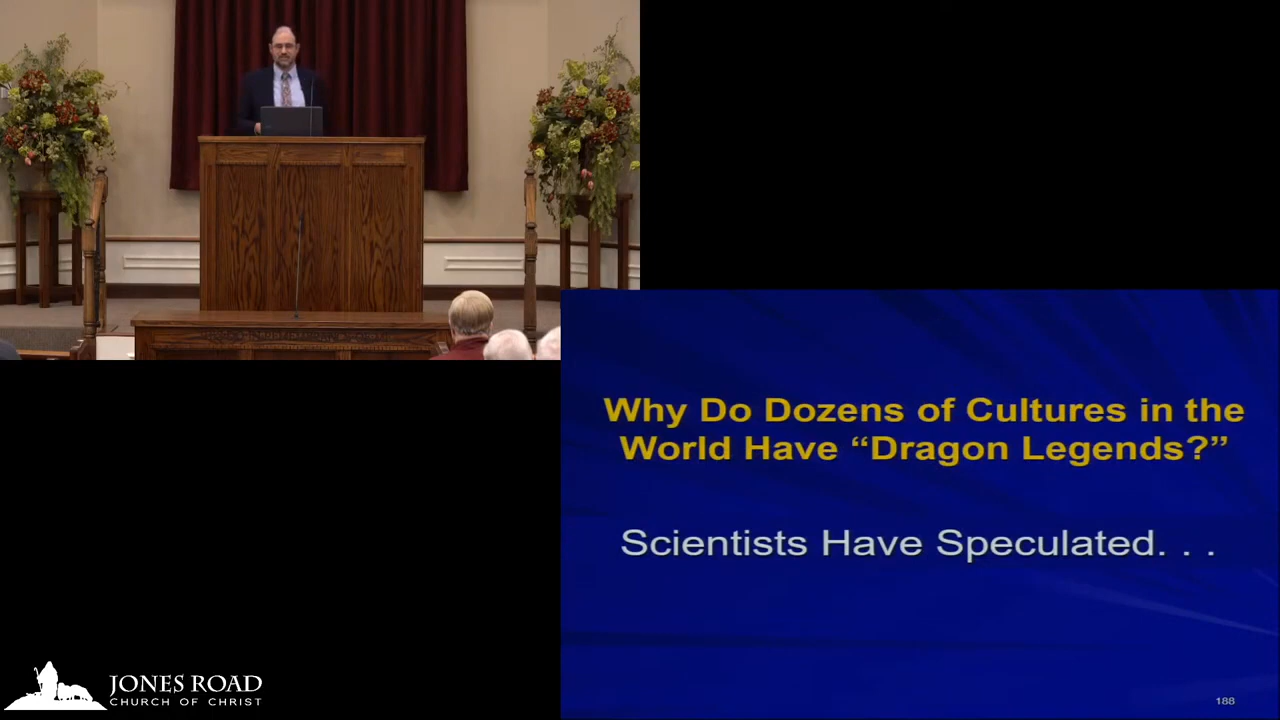 Why Do Dozens of Cultures in the
World Have “Dragon Legends?”
Scientists Have Speculated. . .
188
JONES ROAD
CHURCH OF CHRIST